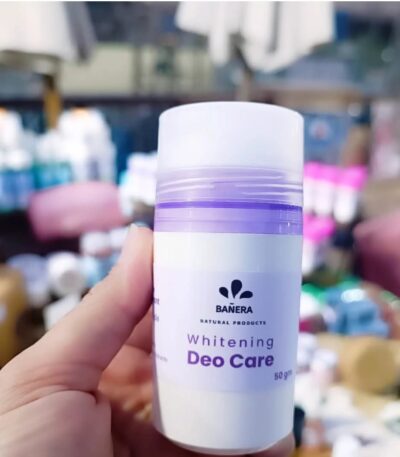 BAÑERA
NATURAL PRODUCTS
Whitening
Deo Care
50 gm